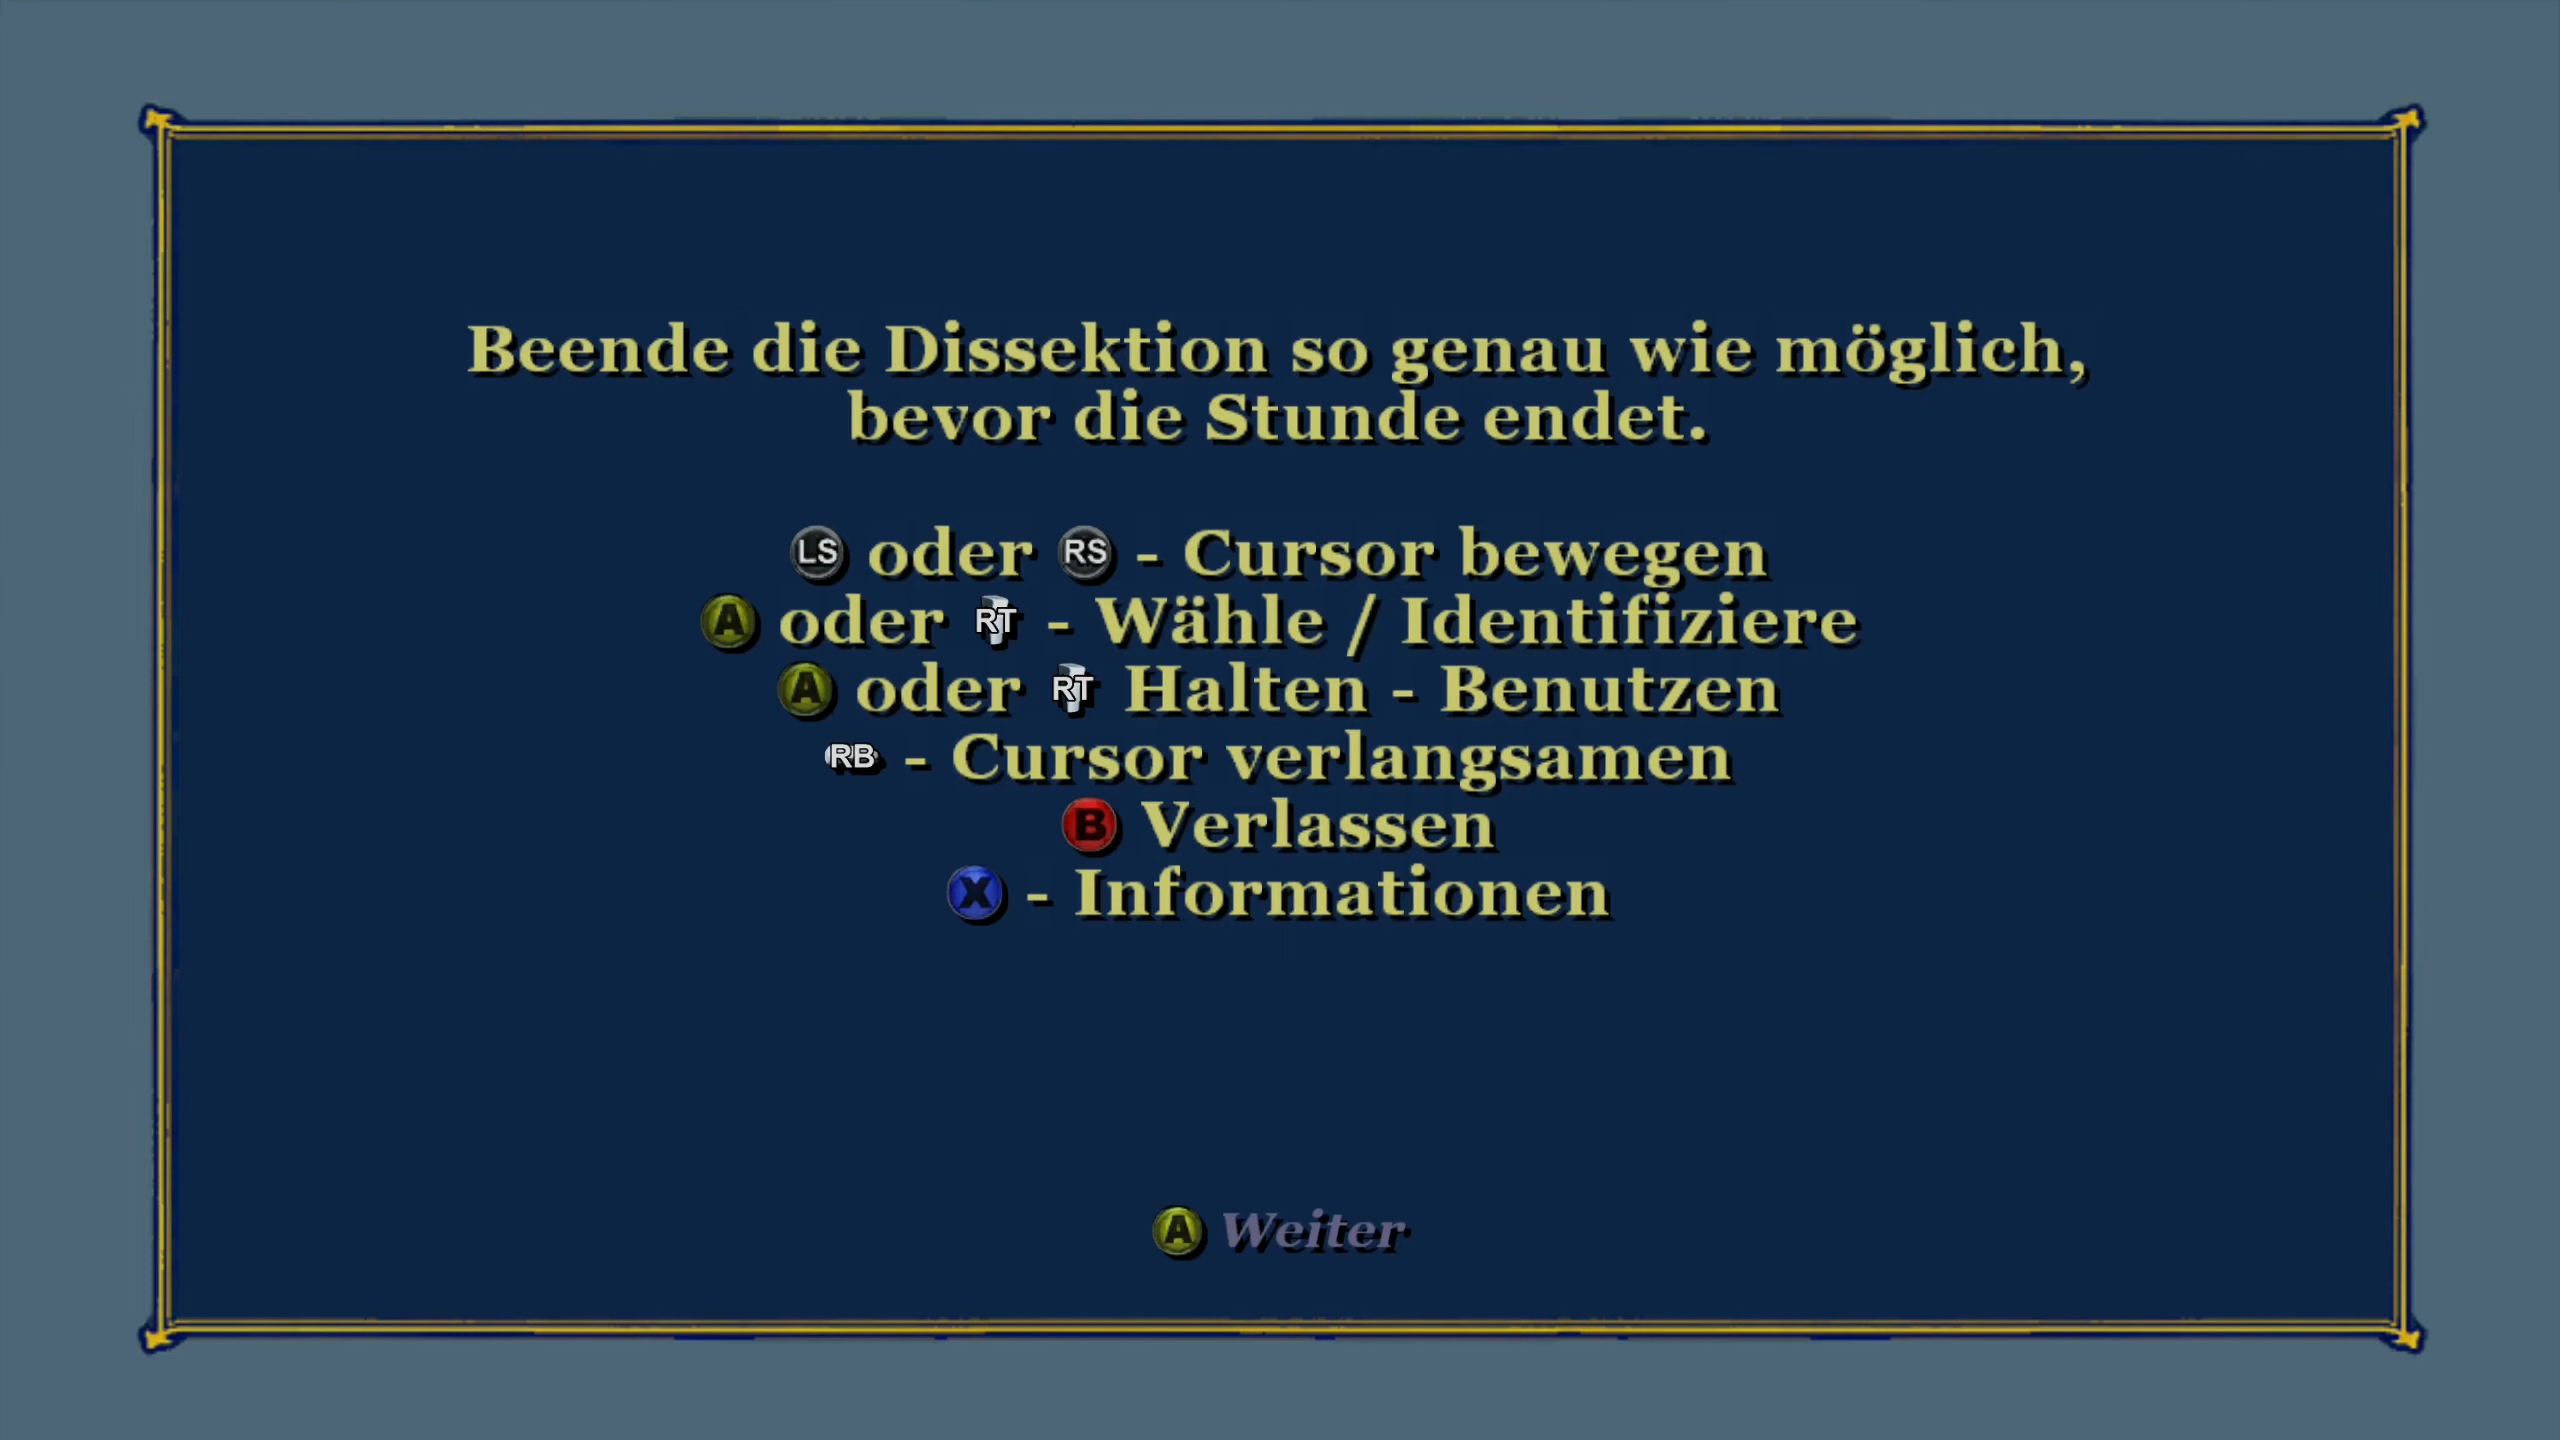 Beende die Dissektion so genau wie möglich,
bevor die Stunde endet.
LS oder RS - Cursor bewegen
A oder RT - Wähle / Identifiziere
A oder RT Halten - Benutzen
RB - Cursor verlangsamen
B Verlassen
X - Informationen
A Weiter